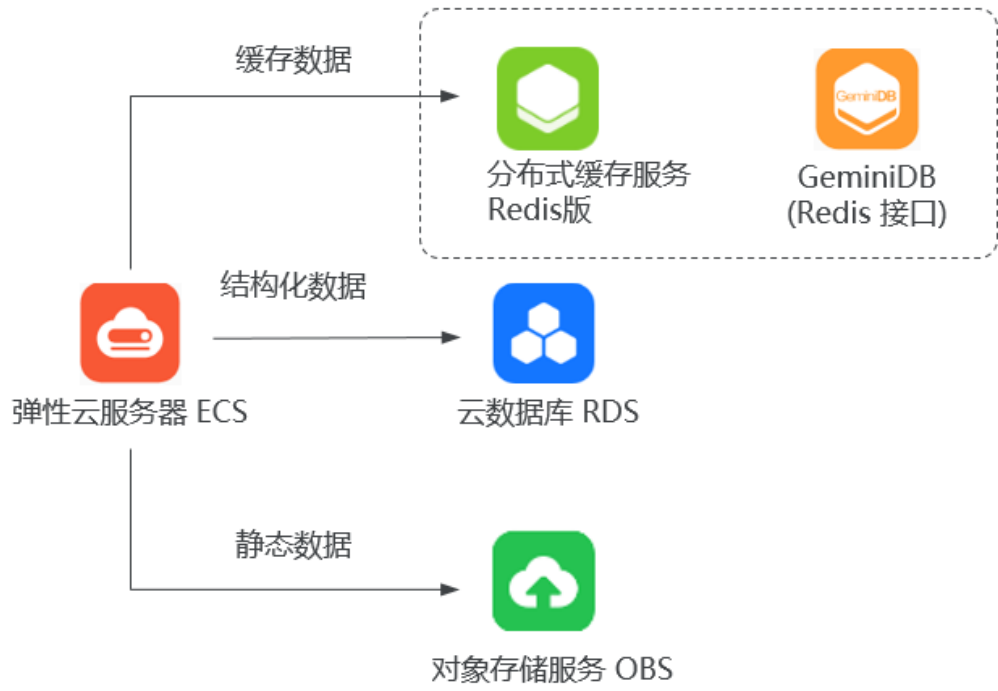 缓存数据
GeminiDB
分布式缓存服务
Redis版
GeminiDB
(Redis 接口)
结构化数据
弹性云服务器 ECS
云数据库 RDS
静态数据
对象存储服务 OBS